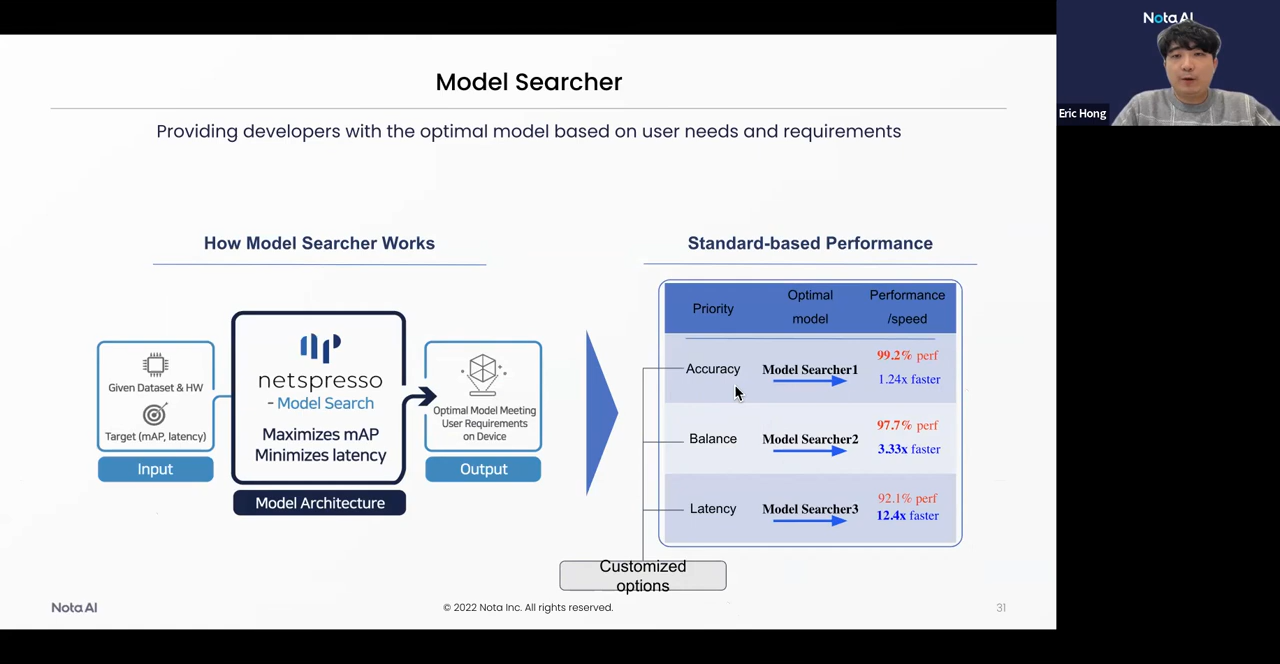 Model Searcher
Providing developers with the optimal model based on user needs and requirements
How Model Searcher Works
Given Dataset & HW
Target (mAP, latency)
Input
netspresso
- Model Search
Maximizes mAP
Minimizes latency
Model Architecture
Optimal Model Meeting
User Requirements
on Device
Output
Standard-based Performance
Priority
Optimal
model
Performance
/speed
Accuracy
Model Searcher1
99.2% perf
1.24x faster
Balance
Model Searcher2
97.7% perf
3.33x faster
Latency
Model Searcher3
92.1% perf
12.4x faster
Customized
options
Nota AI
© 2022 Nota Inc. All rights reserved.
31
Nota AI
Eric Hong